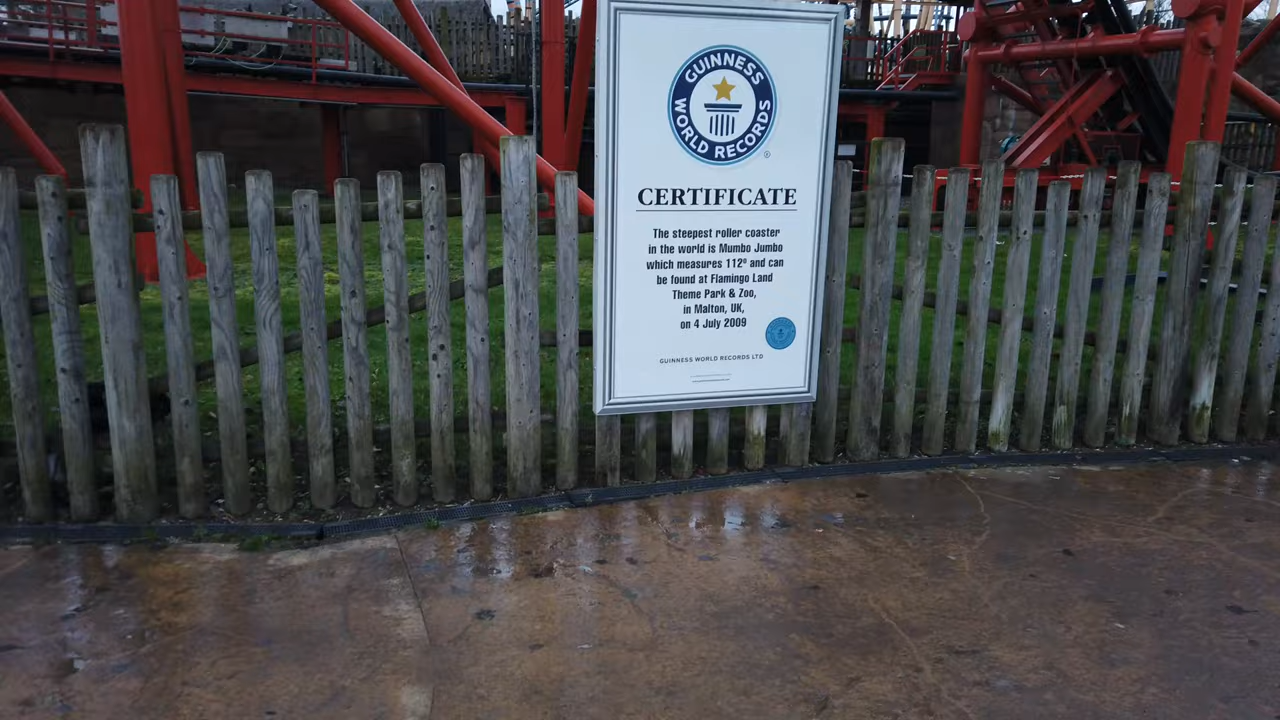 GUINNESS
WORLD RECORDS
CERTIFICATE
The steepest roller coaster
in the world is Mumbo Jumbo
which measures 112º and can
be found at Flamingo Land
Theme Park & Zoo,
in Malton, UK,
on 4 July 2009
GUINNESS WORLD RECORDS LTD